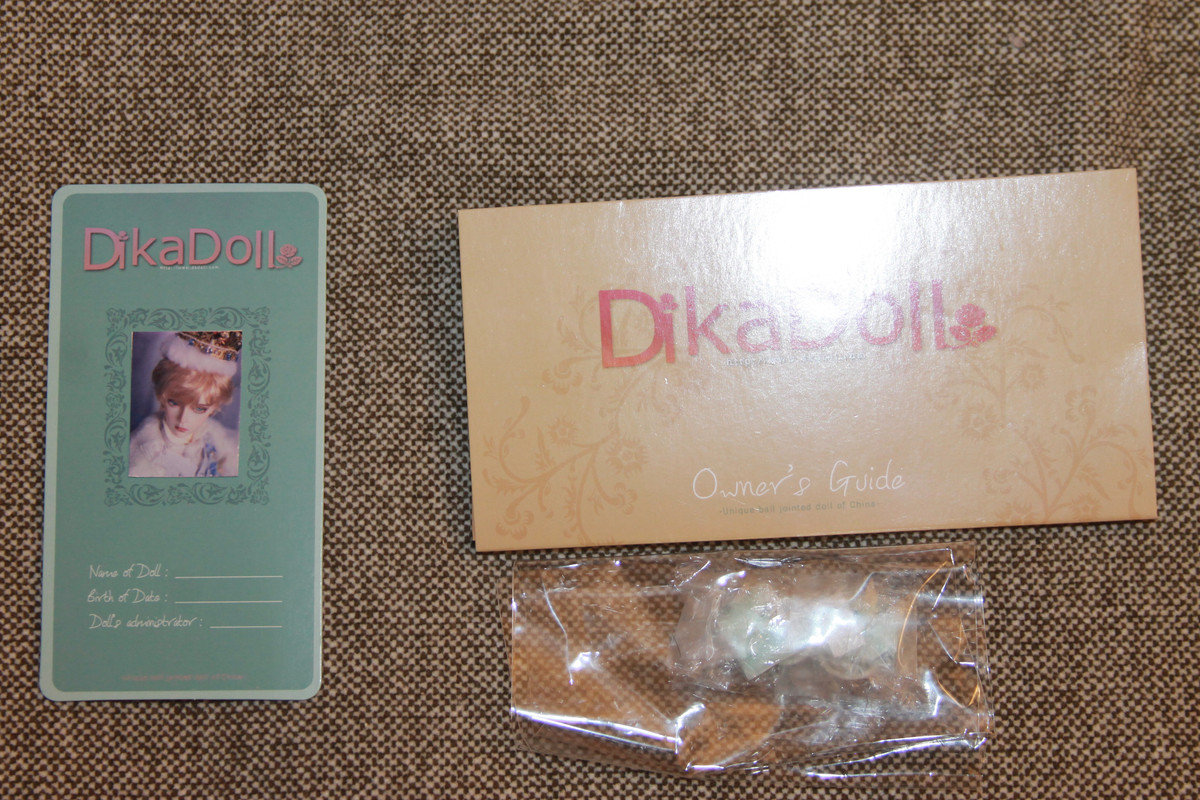 DikaDoll
Name of Doll :
Birth of Date :
Doll's administrator :
DikaDoll
Owner's Guide
-Unique ball jointed doll of China-